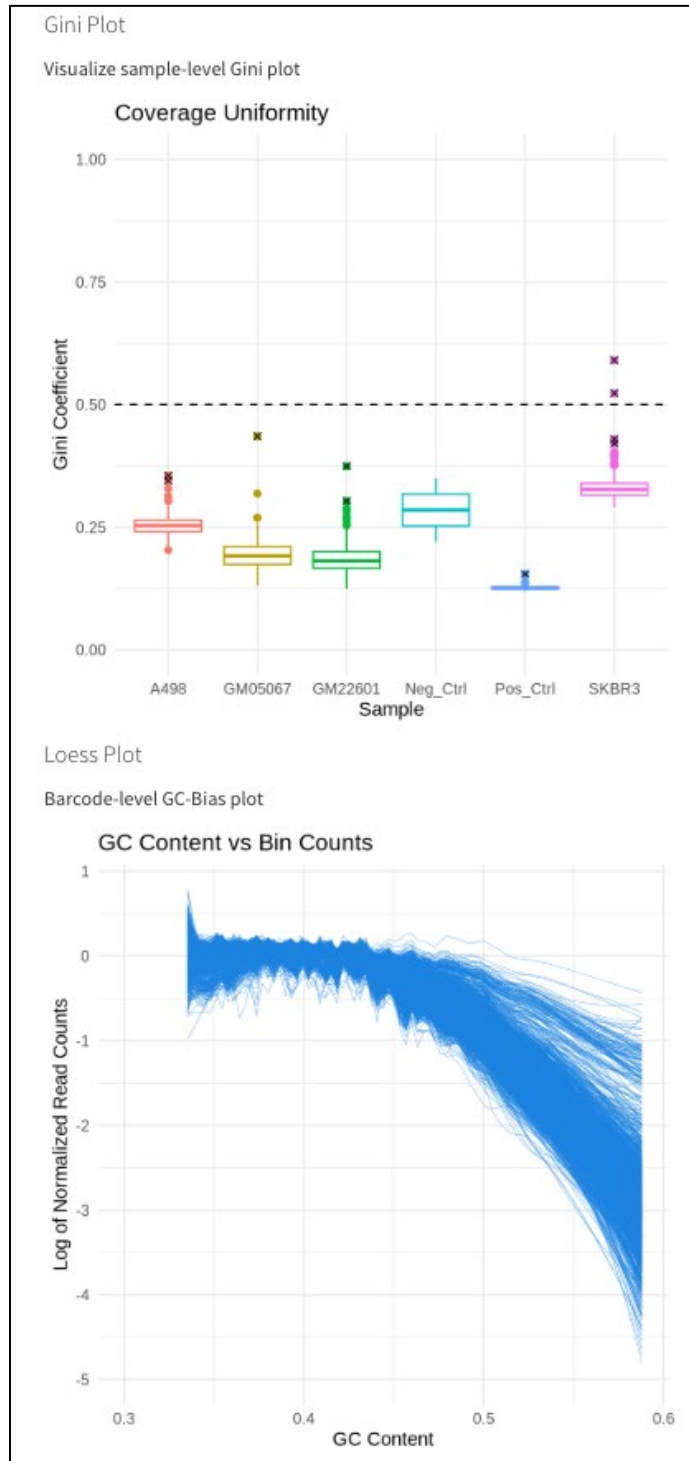 Gini Plot
Visualize sample-level Gini plot
Coverage Uniformity
1.00
0.75
0.50
0.25
0.00
Gini Coefficient
A498 GM05067 GM22601 Neg_Ctrl Pos_Ctrl SKBR3
Sample
Loess Plot
Barcode-level GC-Bias plot
GC Content vs Bin Counts
1
0
-1
-2
-3
-4
-5
Log of Normalized Read Counts
0.3 0.4 0.5 0.6
GC Content